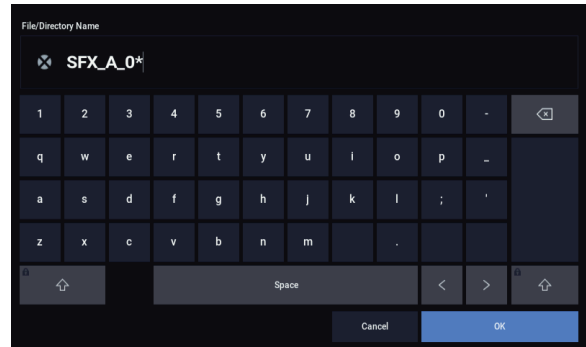 File/Directory Name
SFX_A_0*
1 2 3 4 5 6 7 8 9 0 -
q w e r t y u i o p _
a s d f g h j k l ; '
z x c v b n m .
Space < >
Cancel OK